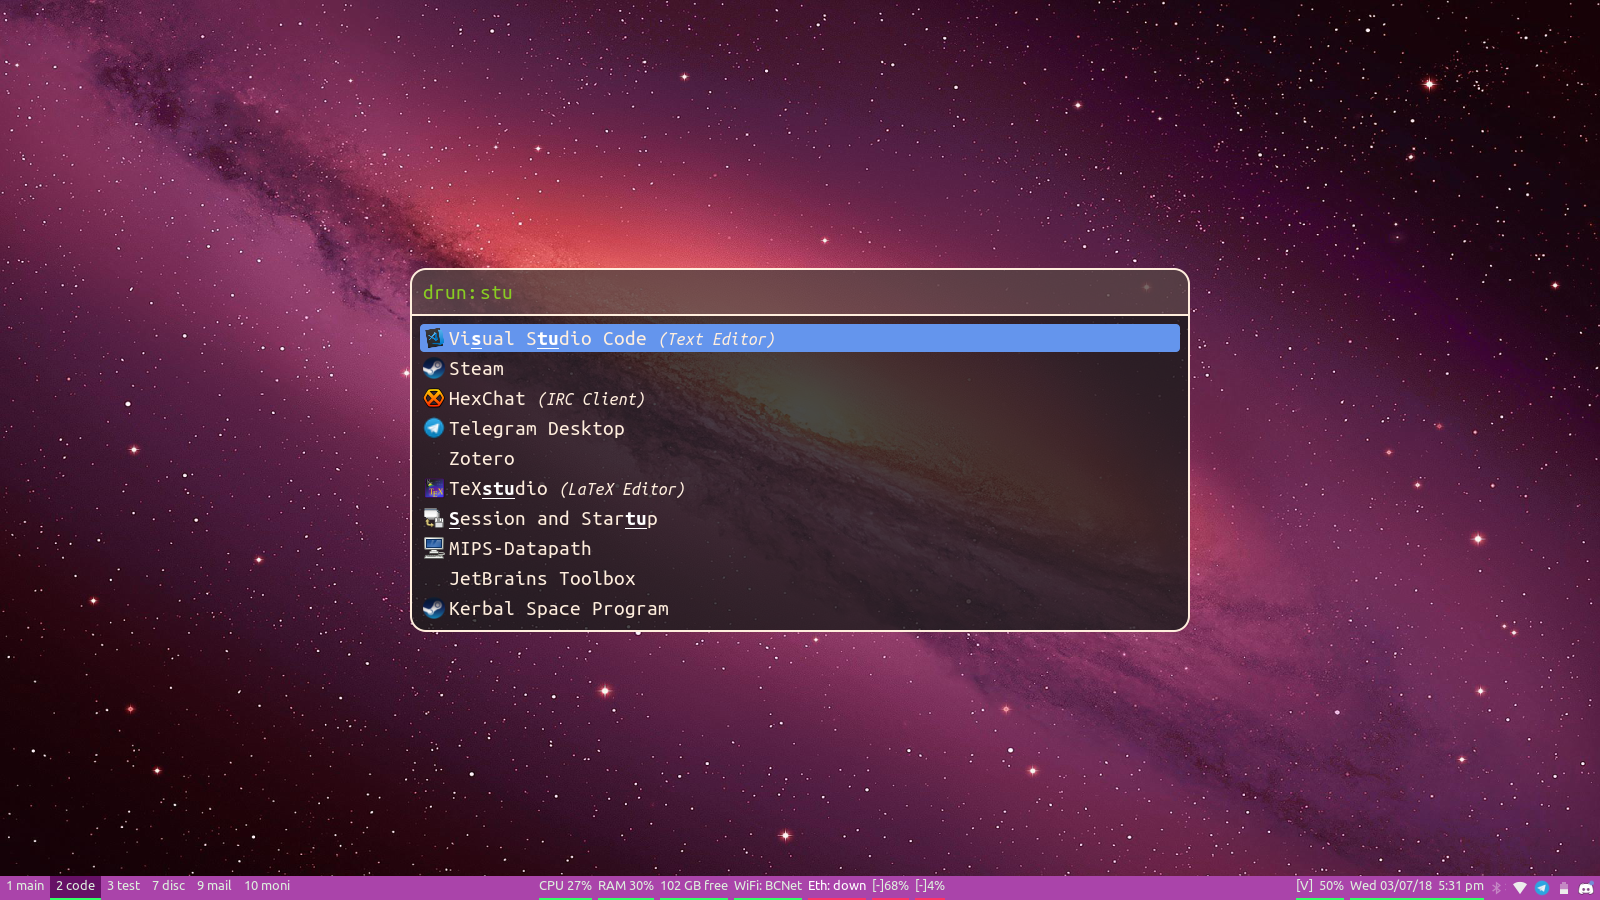 drun:stu
Visual Studio Code (Text Editor)
Steam
HexChat (IRC Client)
Telegram Desktop
Zotero
TeXstudio (LaTeX Editor)
Session and Startup
MIPS-Datapath
JetBrains Toolbox
Kerbal Space Program
1 main 2 code 3 test 7 disc 9 mail 10 moni CPU 27% RAM 30% 102 GB free WiFi: BCNet Eth: down [-]68% [-]4% [V] 50% Wed 03/07/18 5:31 pm